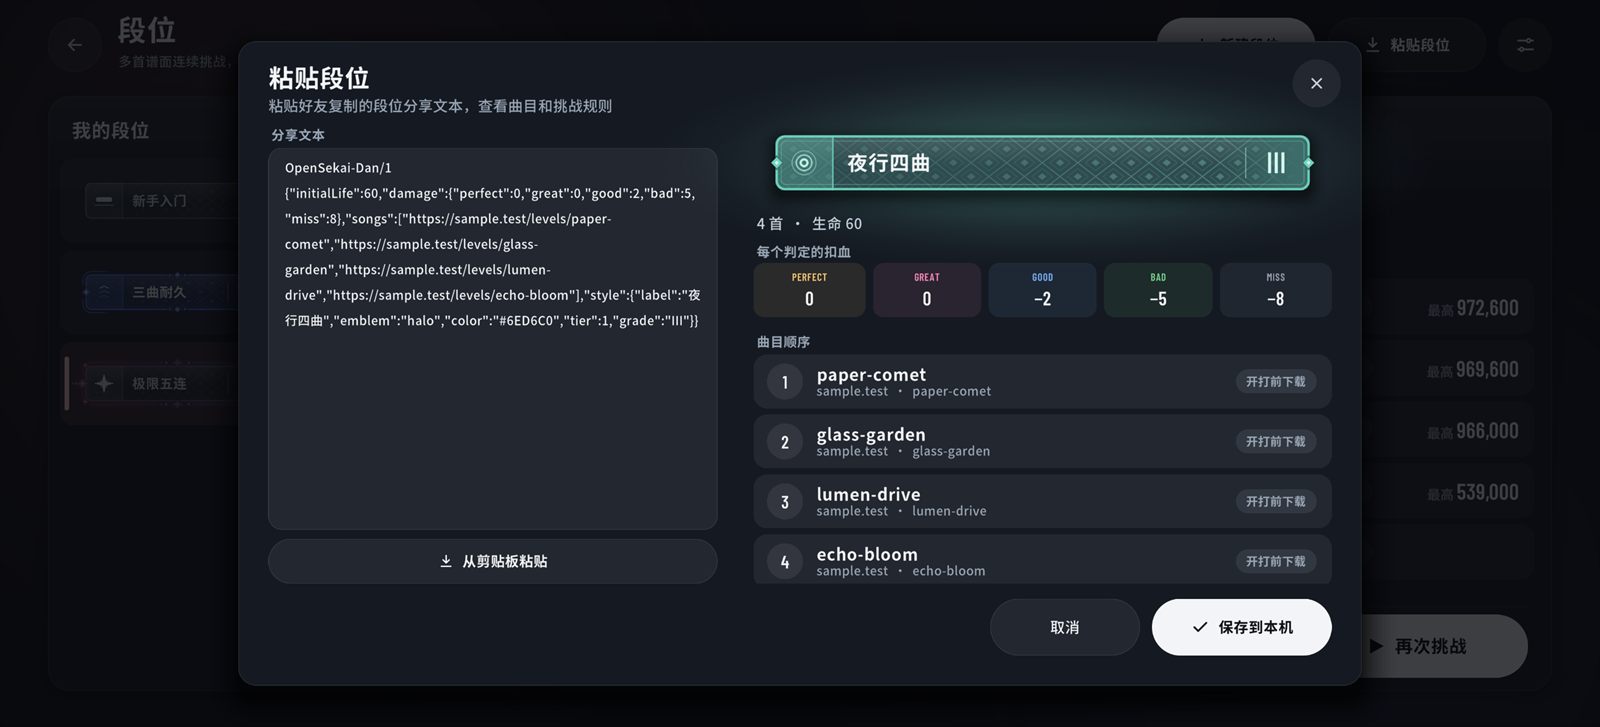 段位
多首谱面连续挑战,
新建段位
粘贴段位
我的段位
新手入门
三曲耐久
极限五连
最高 972,600
最高 969,600
最高 966,000
最高 539,000
再次挑战
粘贴段位
粘贴好友复制的段位分享文本，查看曲目和挑战规则
分享文本
OpenSekai-Dan/1
{"initialLife":60,"damage":{"perfect":0,"great":0,"good":2,"bad":5,
"miss":8},"songs":["https://sample.test/levels/paper-
comet","https://sample.test/levels/glass-
garden","https://sample.test/levels/lumen-
drive","https://sample.test/levels/echo-bloom"],"style":{"label":"夜
行四曲","emblem":"halo","color":"#6ED6C0","tier":1,"grade":"III"}}
从剪贴板粘贴
夜行四曲 III
4 首 · 生命 60
每个判定的扣血
PERFECT
0
GREAT
0
GOOD
−2
BAD
−5
MISS
−8
曲目顺序
1
paper-comet
sample.test · paper-comet
开打前下载
2
glass-garden
sample.test · glass-garden
开打前下载
3
lumen-drive
sample.test · lumen-drive
开打前下载
4
echo-bloom
sample.test · echo-bloom
开打前下载
取消
保存到本机